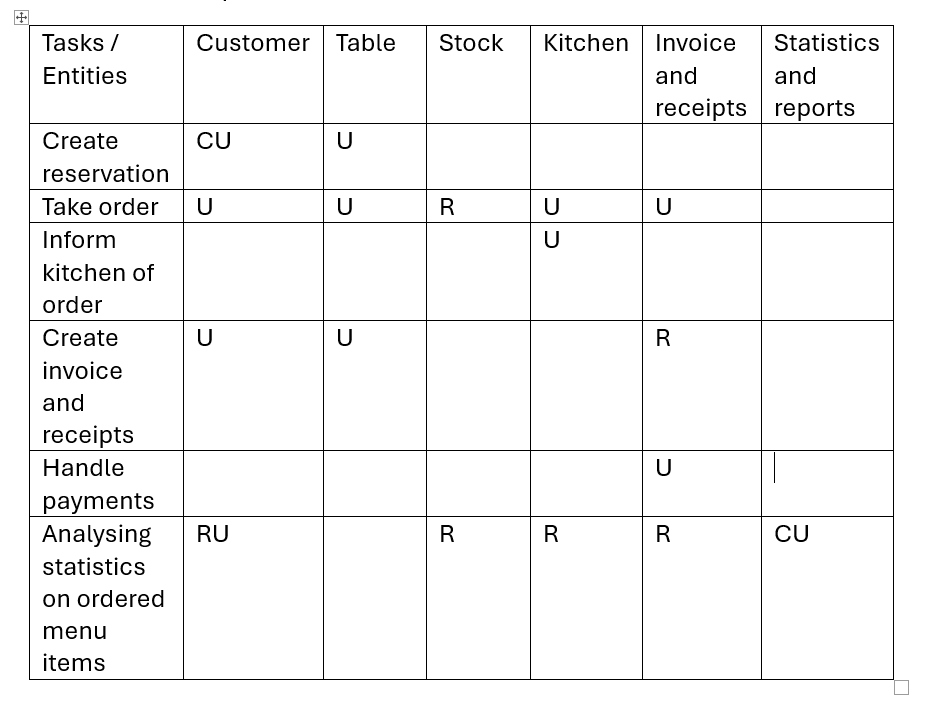 Tasks / Entities Customer Table Stock Kitchen Invoice and receipts Statistics and reports
Create reservation CU U
Take order U U R U U
Inform kitchen of order U
Create invoice and receipts U U R
Handle payments U
Analysing statistics on ordered menu items RU R R R CU